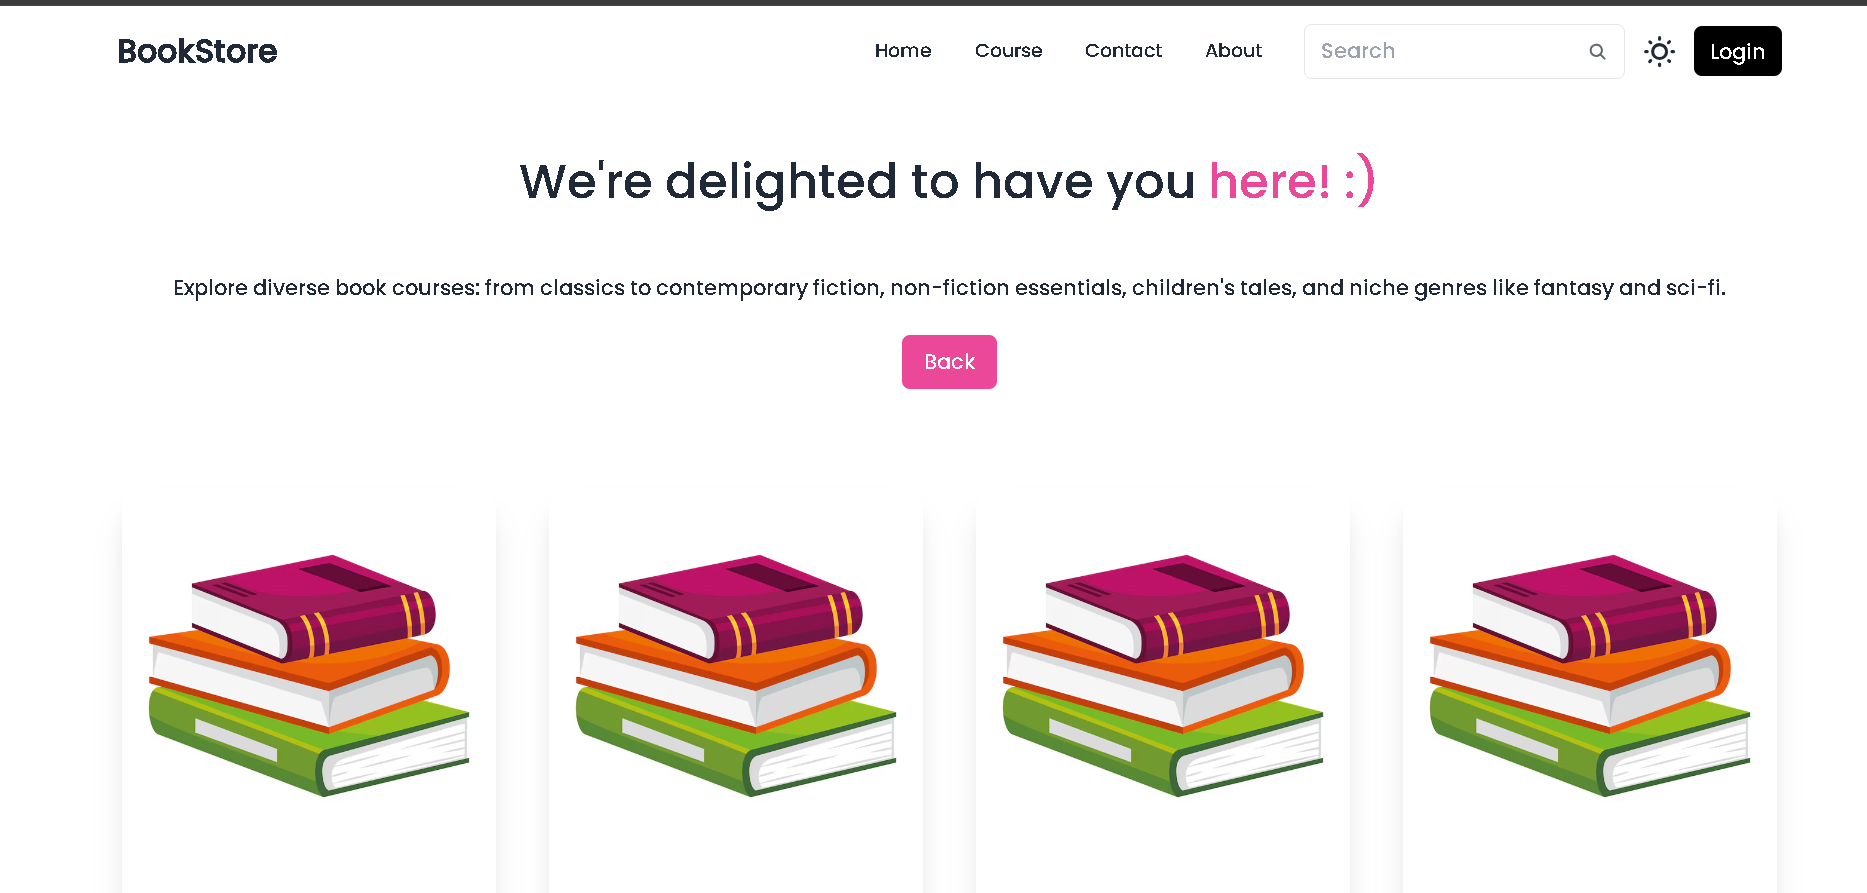 BookStore
Home Course Contact About Search Login
We're delighted to have you here! :)
Explore diverse book courses: from classics to contemporary fiction, non-fiction essentials, children's tales, and niche genres like fantasy and sci-fi.
Back